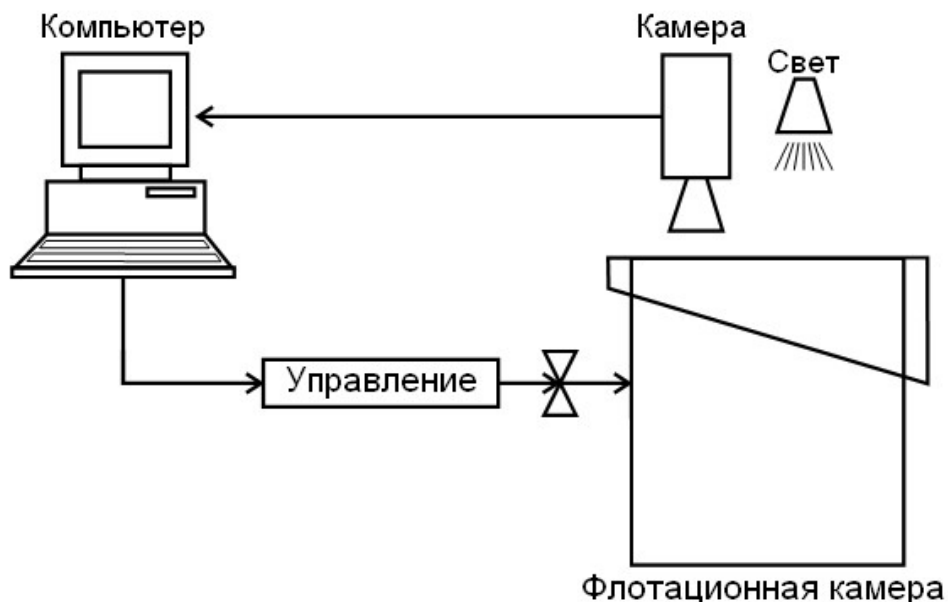 Компьютер
Камера
Свет
Управление
Флотационная камера